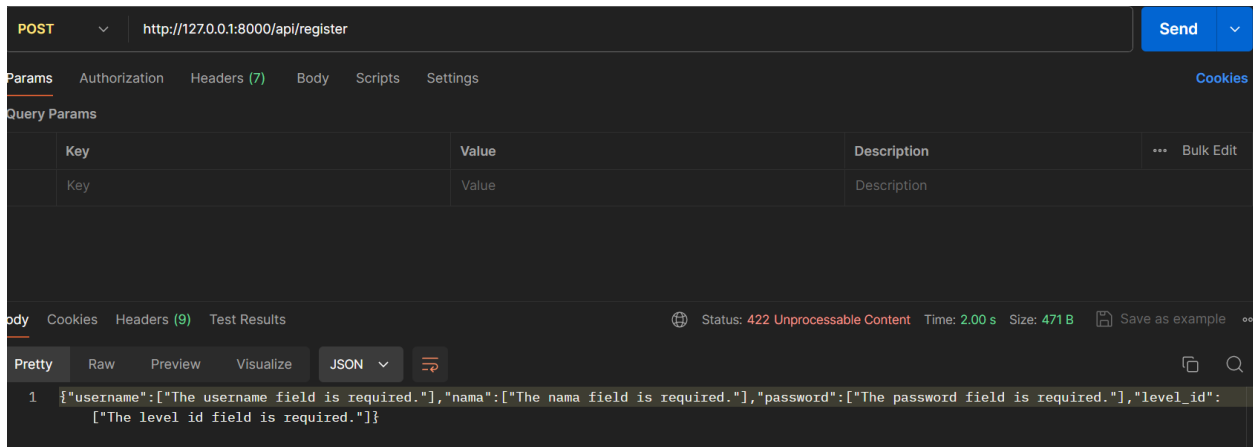 POST http://127.0.0.1:8000/api/register Send
Params Authorization Headers (7) Body Scripts Settings Cookies
Query Params
Key Value Description Bulk Edit
Key Value Description
ody Cookies Headers (9) Test Results Status: 422 Unprocessable Content Time: 2.00 s Size: 471 B Save as example
Pretty Raw Preview Visualize JSON
1 {"username":["The username field is required."],"nama":["The nama field is required."],"password":["The password field is required."],"level_id":
["The level id field is required."]}